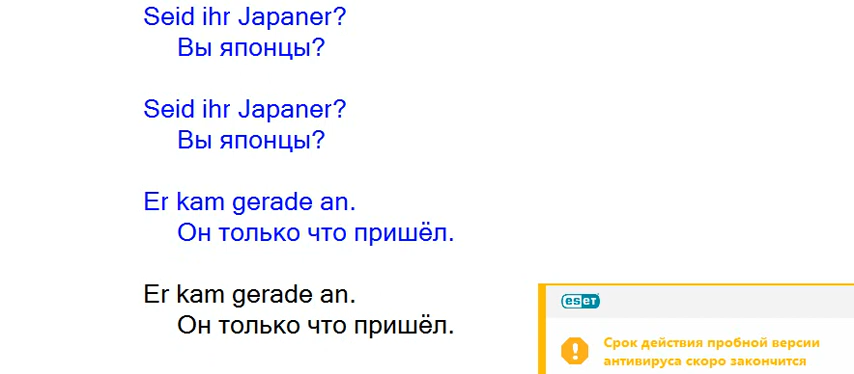 Seid ihr Japaner?
Вы японцы?
Seid ihr Japaner?
Вы японцы?
Er kam gerade an.
Он только что пришёл.
Er kam gerade an.
Он только что пришёл.
eset
Срок действия пробной версии
антивируса скоро закончится